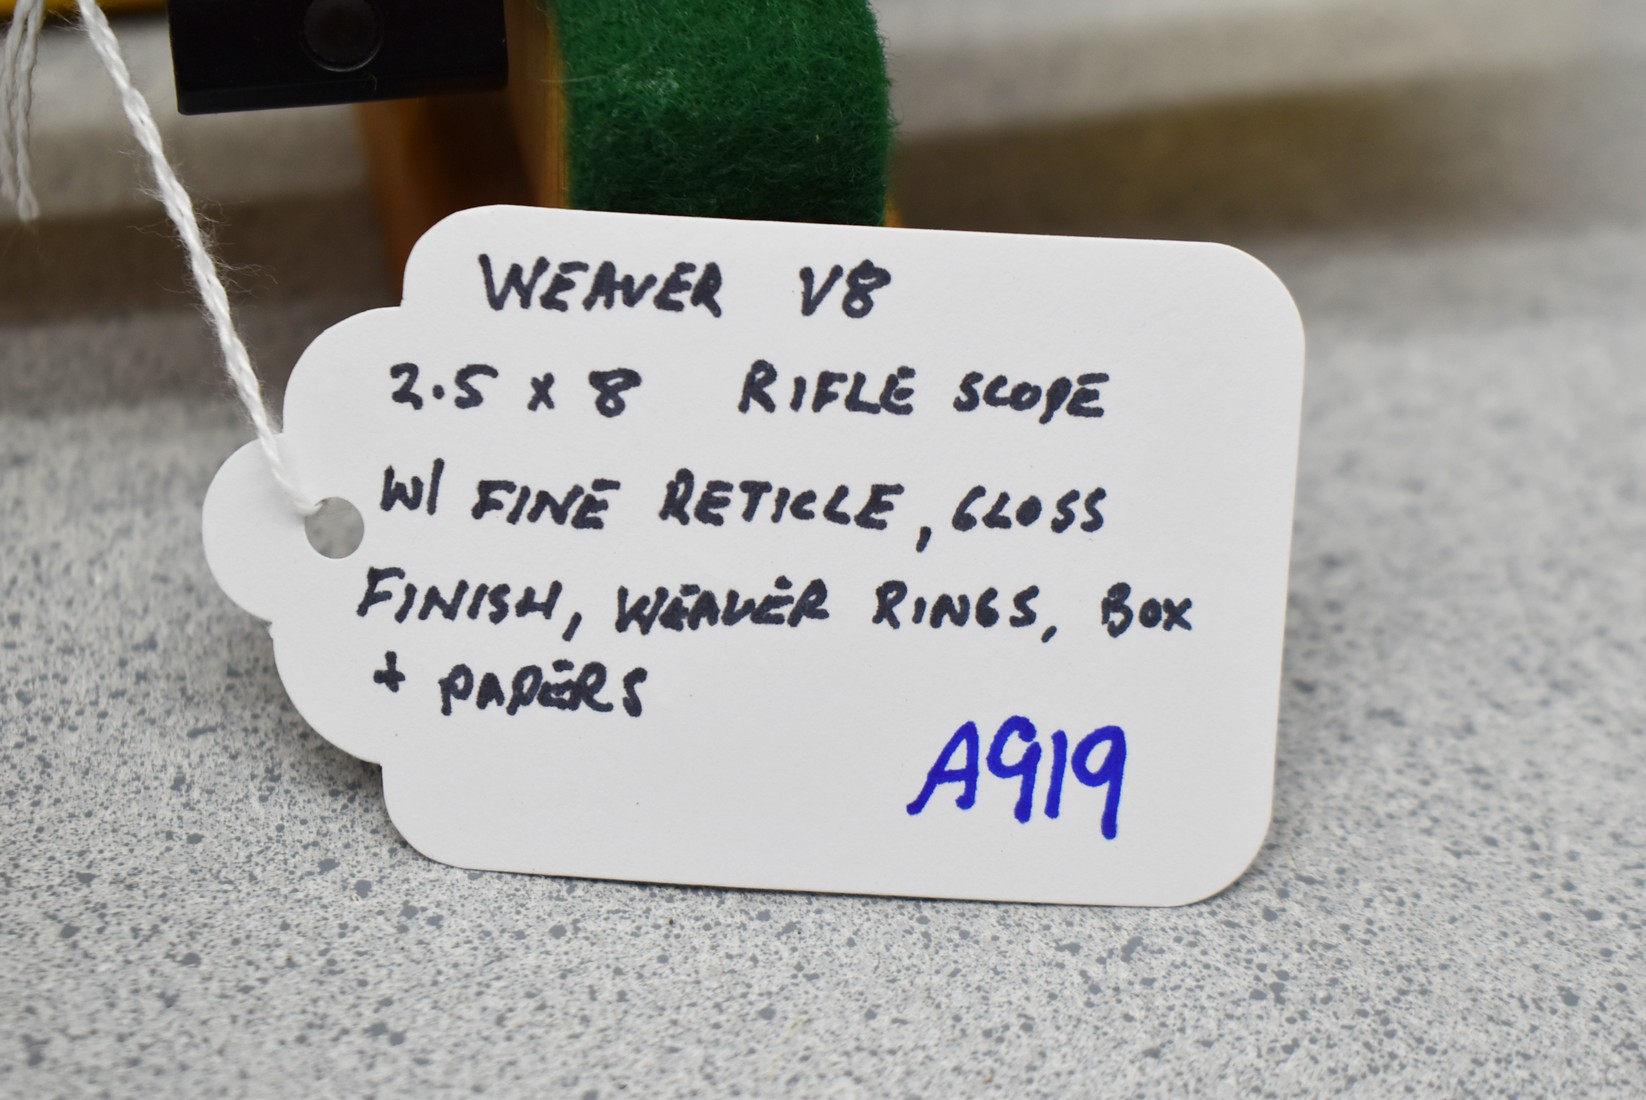 WEAVER V8
2.5 x 8 RIFLE SCOPE
W/ FINE RETICLE, GLOSS
FINISH, WEAVER RINGS, BOX
+ PAPERS
A919